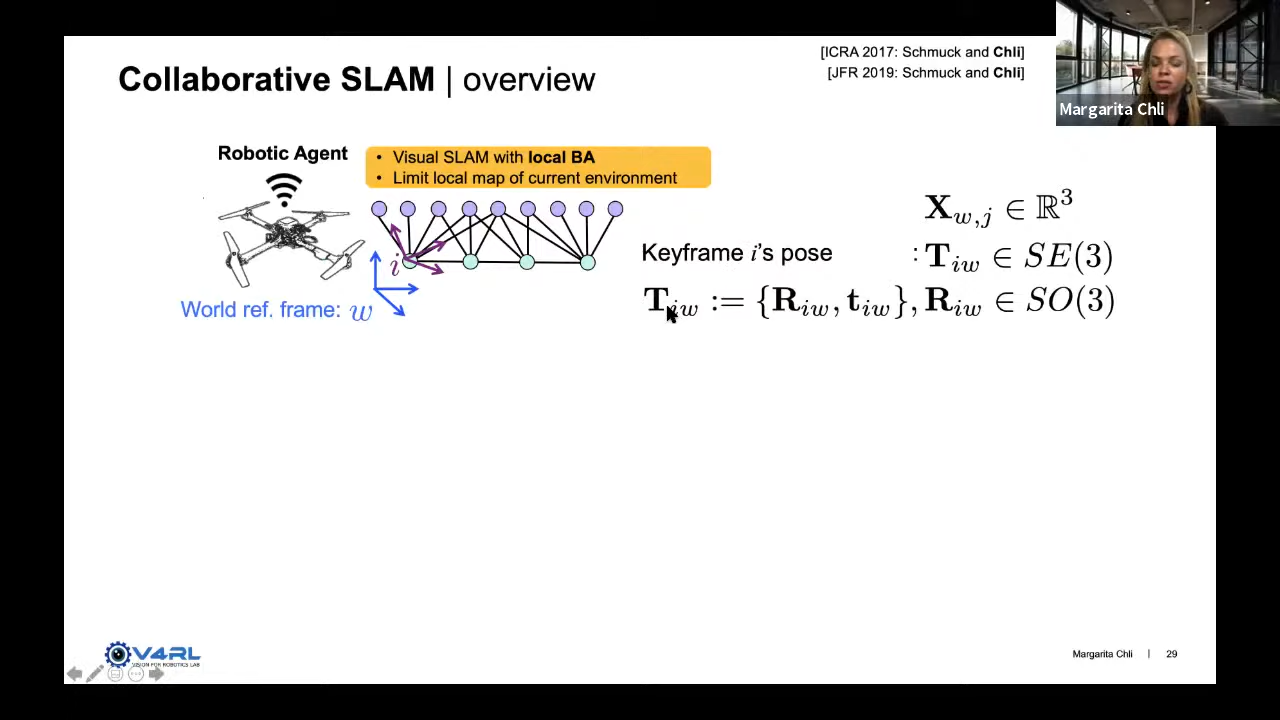 [ICRA 2017: Schmuck and Chli]
Collaborative SLAM | overview
[JFR 2019: Schmuck and Chli]
Margarita Chli
Robotic Agent
• Visual SLAM with local BA
• Limit local map of current environment
X_{w,j} ∈ ℝ^3
Keyframe i's pose : T_{iw} ∈ SE(3)
i
World ref. frame: w
T_{iw} := {R_{iw}, t_{iw}}, R_{iw} ∈ SO(3)
V4RL
VISION FOR ROBOTICS LAB
Margarita Chli | 29